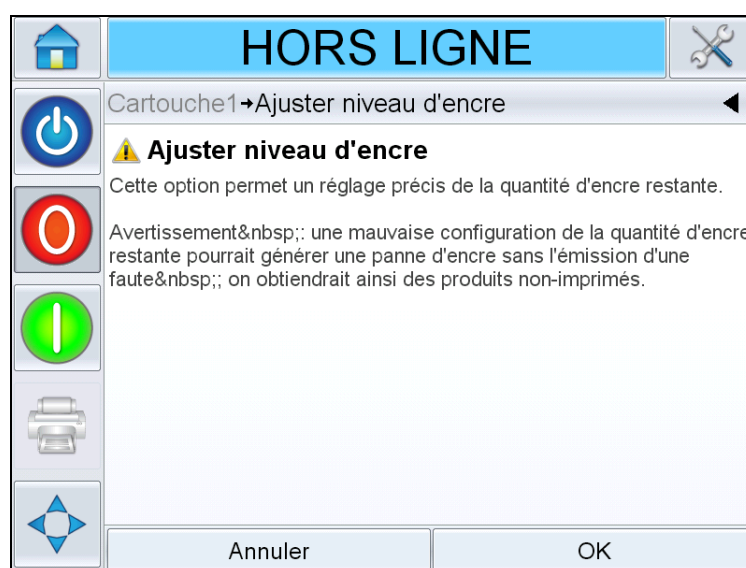 HORS LIGNE
Cartouche1→Ajuster niveau d'encre
Ajuster niveau d'encre
Cette option permet un réglage précis de la quantité d'encre restante.
Avertissement&nbsp;: une mauvaise configuration de la quantité d'encre
restante pourrait générer une panne d'encre sans l'émission d'une
faute&nbsp;; on obtiendrait ainsi des produits non-imprimés.
Annuler
OK